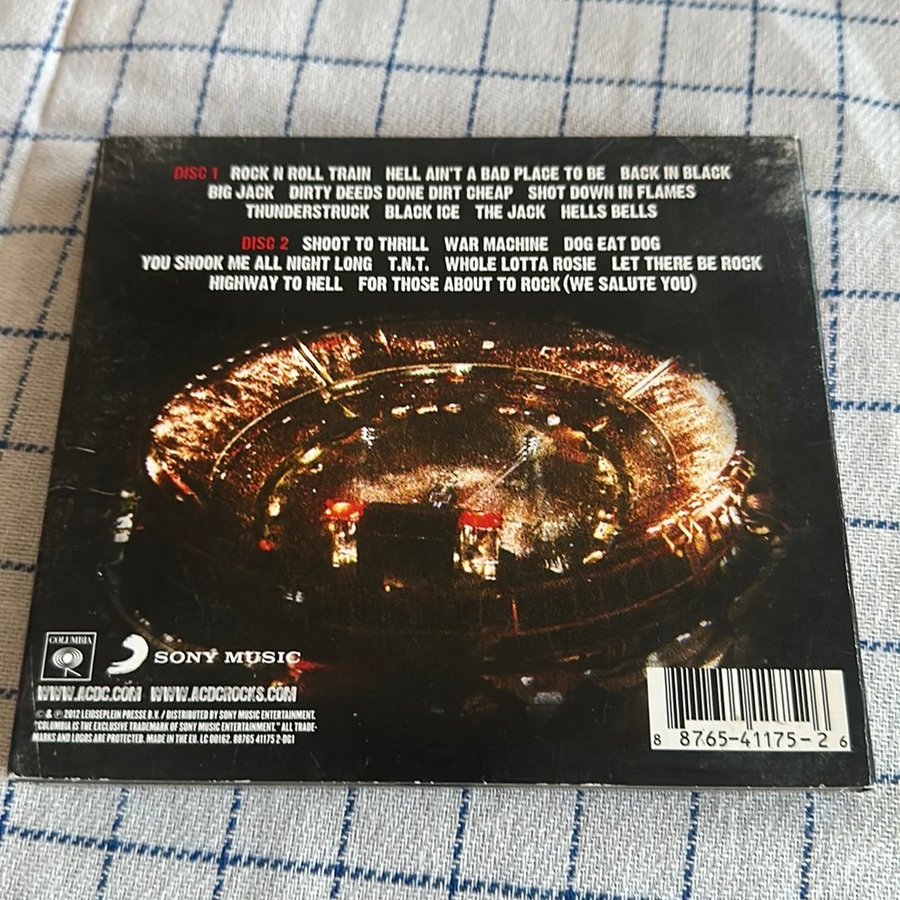 DISC 1 ROCK N ROLL TRAIN HELL AIN'T A BAD PLACE TO BE BACK IN BLACK
BIG JACK DIRTY DEEDS DONE DIRT CHEAP SHOT DOWN IN FLAMES
THUNDERSTRUCK BLACK ICE THE JACK HELLS BELLS
DISC 2 SHOOT TO THRILL WAR MACHINE DOG EAT DOG
YOU SHOOK ME ALL NIGHT LONG T.N.T. WHOLE LOTTA ROSIE LET THERE BE ROCK
HIGHWAY TO HELL FOR THOSE ABOUT TO ROCK (WE SALUTE YOU)
COLUMBIA
SONY MUSIC
WWW.ACDC.COM WWW.ACDCROCKS.COM
© & ℗ 2012 LEIDSEPLEIN PRESSE B.V. / DISTRIBUTED BY SONY MUSIC ENTERTAINMENT.
"COLUMBIA IS THE EXCLUSIVE TRADEMARK OF SONY MUSIC ENTERTAINMENT." ALL TRADE-
MARKS AND LOGOS ARE PROTECTED. MADE IN THE EU. LC 00162. 88765 41175 2-DG1
8 8765-41175-2 6